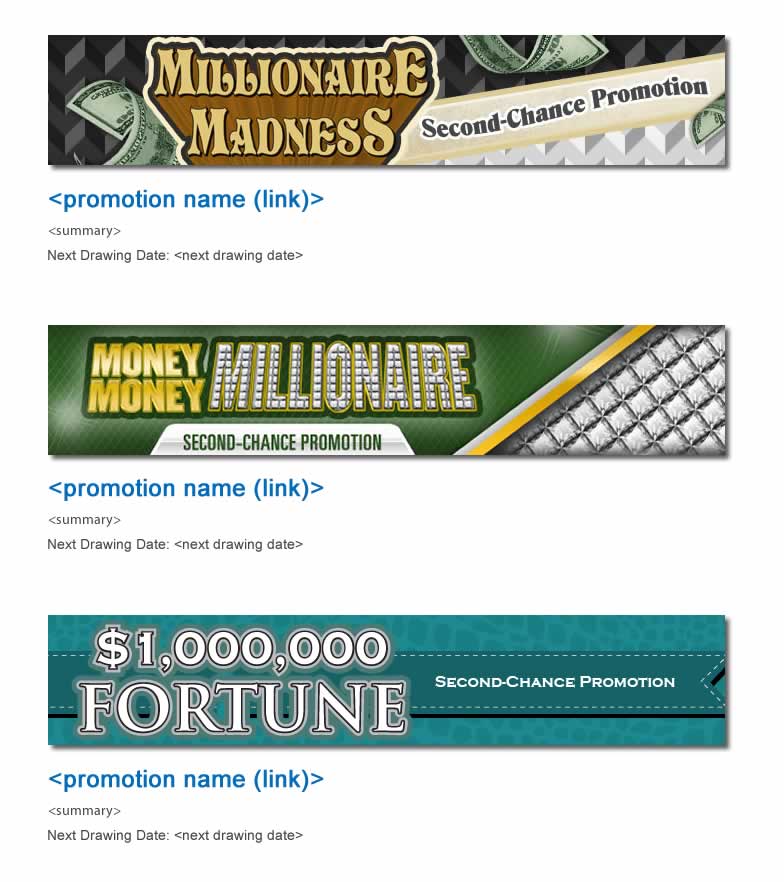 MILLIONAIRE
MADNESS
Second-Chance Promotion
<promotion name (link)>
<summary>
Next Drawing Date: <next drawing date>
MONEY
MONEY
MILLIONAIRE
SECOND-CHANCE PROMOTION
<promotion name (link)>
<summary>
Next Drawing Date: <next drawing date>
$1,000,000
FORTUNE
Second-Chance Promotion
<promotion name (link)>
<summary>
Next Drawing Date: <next drawing date>